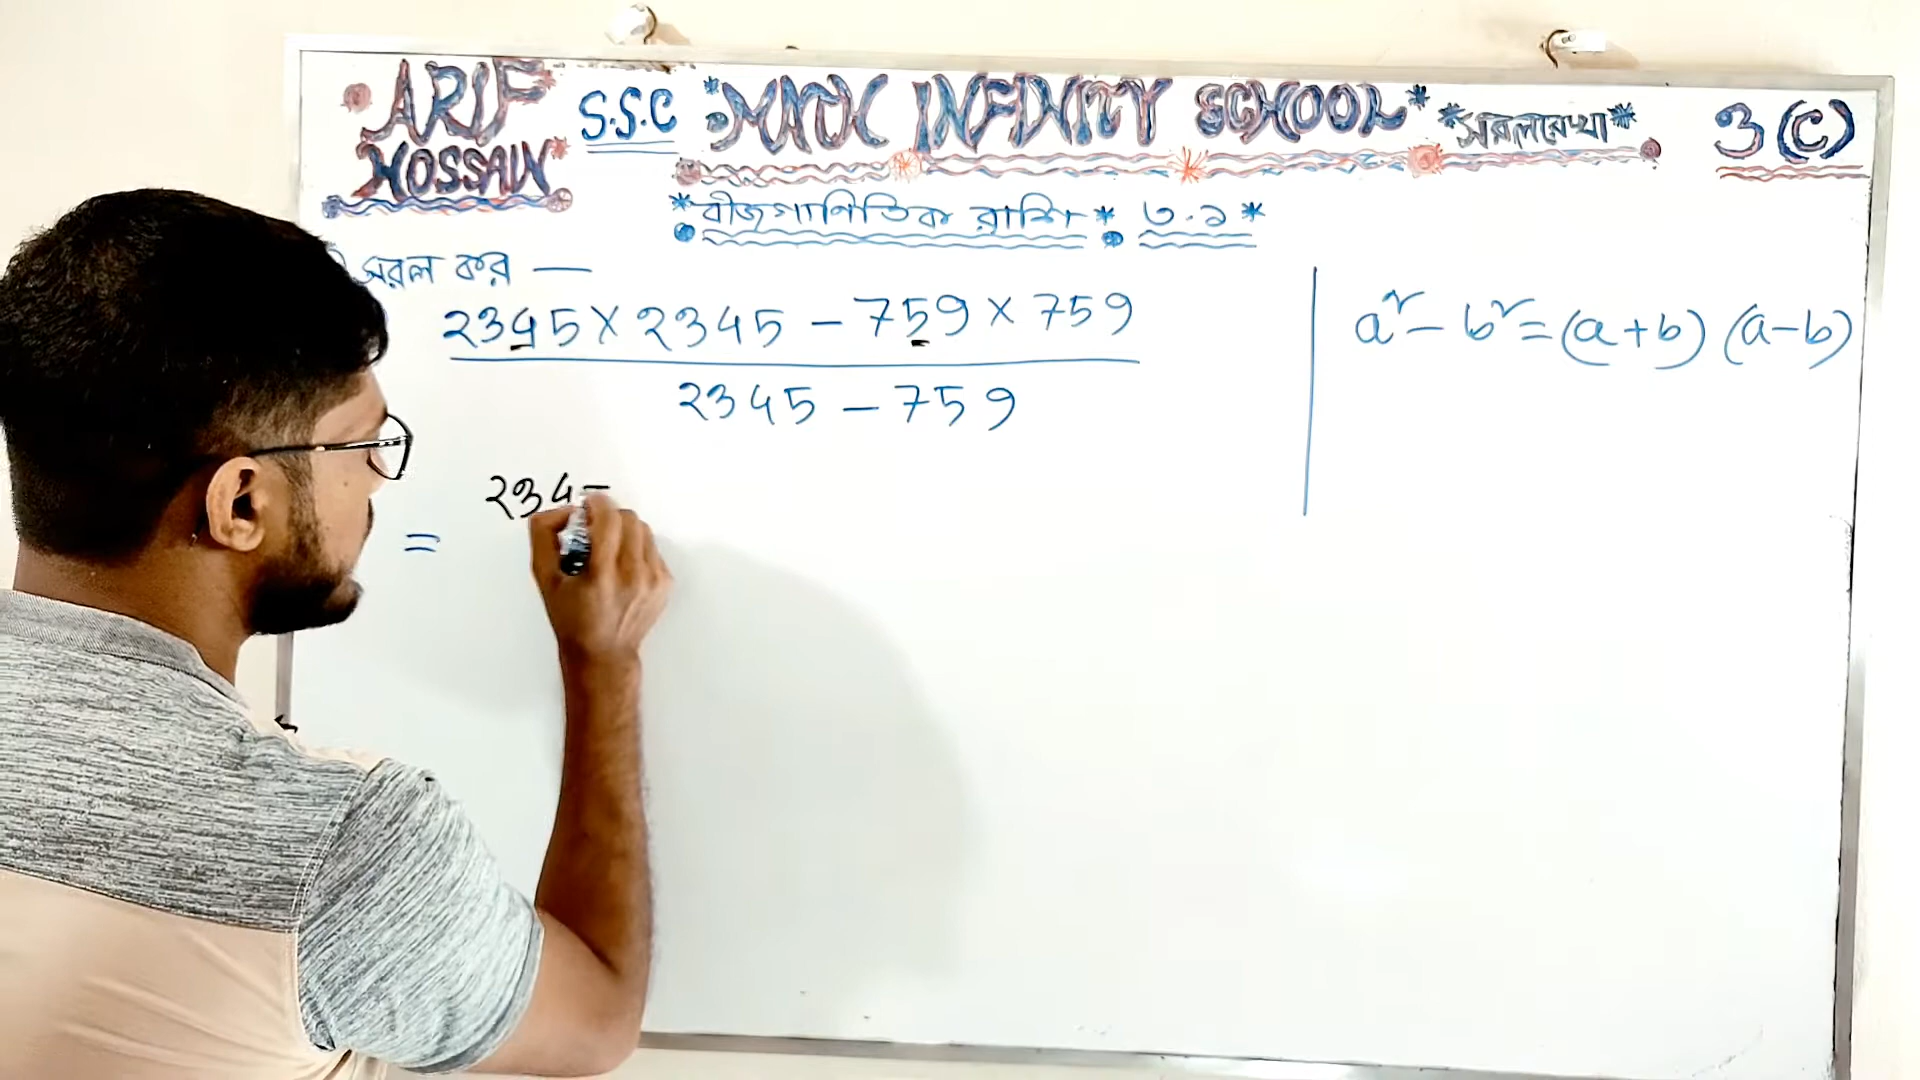 ARIF HOSSAIN
S.S.C
*MATH INFINITY SCHOOL*
*সরলরেখা*
3(C)
*বীজগাণিতিক রাশি* ৩.১*
সরল কর —
2345 × 2345 – 759 × 759
2345 – 759
a² – b² = (a+b) (a–b)
= 2345